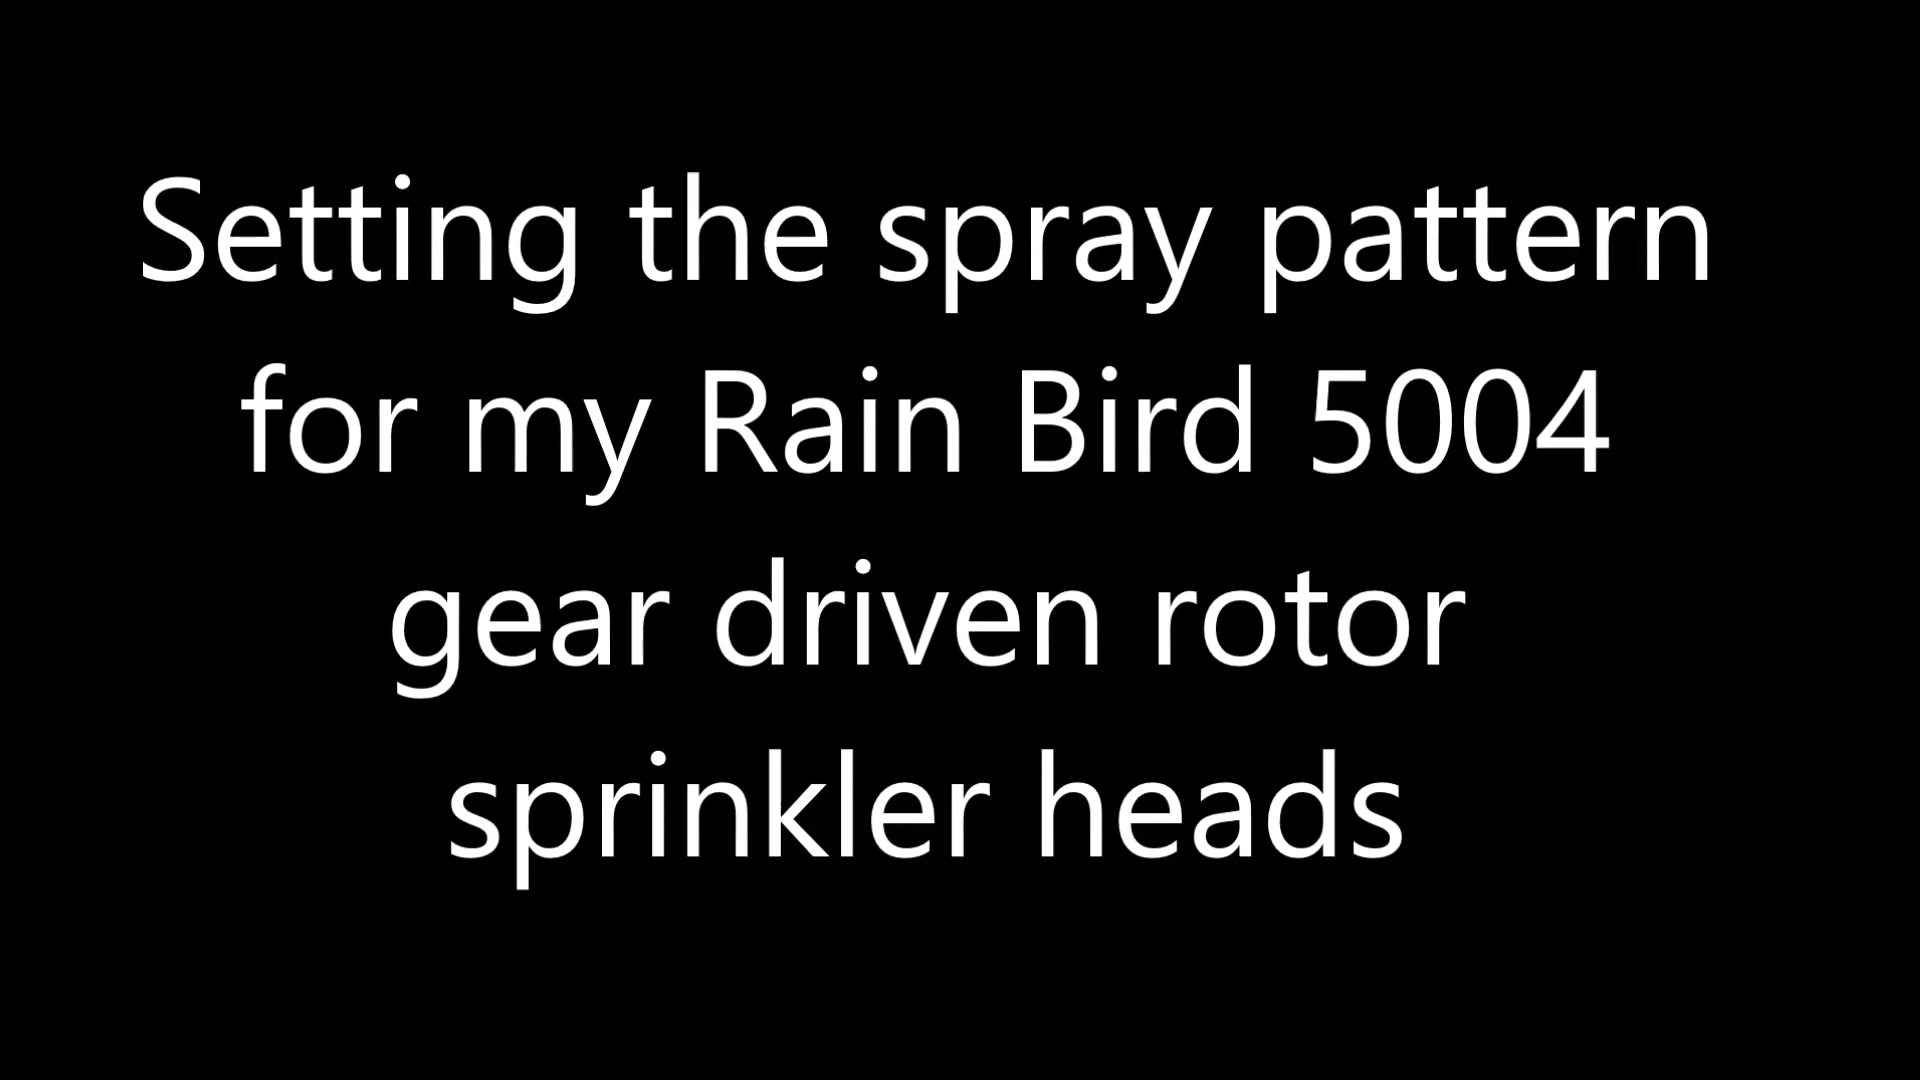 Setting the spray pattern
for my Rain Bird 5004
gear driven rotor
sprinkler heads